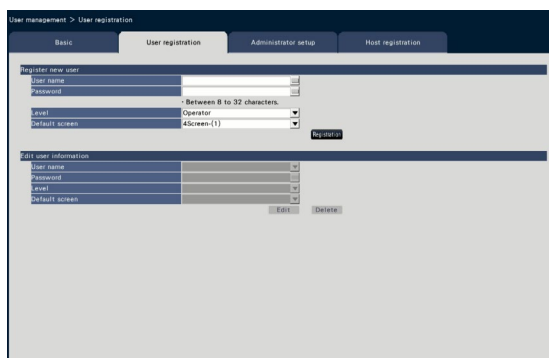 User management > User registration
Basic User registration Administrator setup Host registration
Register new user
User name
Password
· Between 8 to 32 characters.
Level Operator
Default screen 4Screen-(1)
Registration
Edit user information
User name
Password
Level
Default screen
Edit Delete